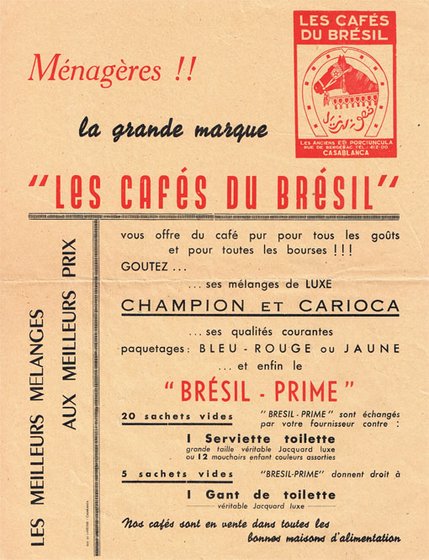 LES CAFÉS
DU BRÉSIL
LES ANCIENS ETS PORCIUNCULA
CASABLANCA
Ménagères !!
la grande marque
"LES CAFÉS DU BRÉSIL"
LES MEILLEURS MELANGES
AUX MEILLEURS PRIX
vous offre du café pur pour tous les goûts
et pour toutes les bourses !!!
GOUTEZ ...
... ses mélanges de LUXE
CHAMPION ET CARIOCA
... ses qualités courantes
paquetages: BLEU - ROUGE ou JAUNE
... et enfin le
"BRÉSIL - PRIME"
20 sachets vides "BRESIL-PRIME" sont échangés
par votre fournisseur contre :
1 Serviette toilette
grande taille véritable Jacquard luxe
ou 12 mouchoirs enfant couleurs assorties
5 sachets vides "BRESIL-PRIME" donnent droit à
1 Gant de toilette
véritable Jacquard luxe
Nos cafés sont en vente dans toutes les
bonnes maisons d'alimentation